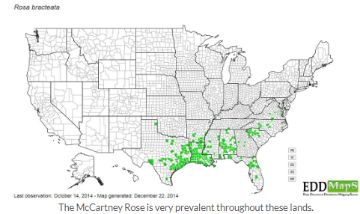 Rosa bracteata
EDDMapS
Last observation: October 14, 2014 - Map generated: December 22, 2014
The McCartney Rose is very prevalent throughout these lands.